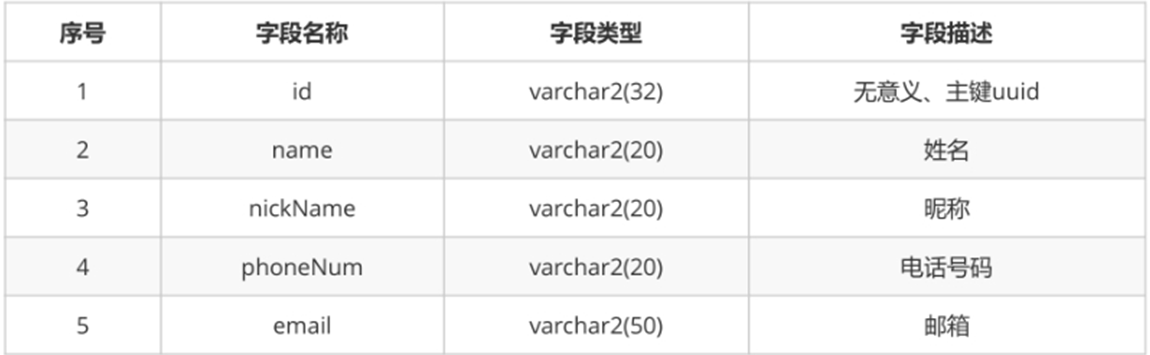 序号 字段名称 字段类型 字段描述
1 id varchar2(32) 无意义、主键uuid
2 name varchar2(20) 姓名
3 nickName varchar2(20) 昵称
4 phoneNum varchar2(20) 电话号码
5 email varchar2(50) 邮箱